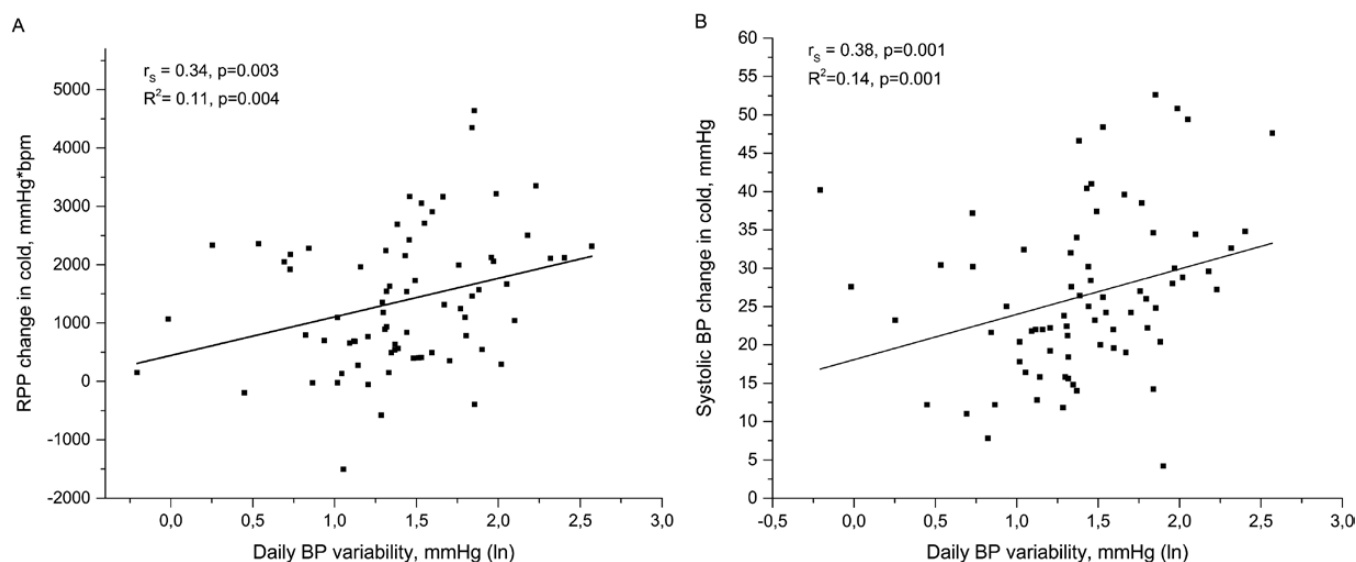 A
r_s = 0.34, p=0.003
R²= 0.11, p=0.004
RPP change in cold, mmHg*bpm
5000
4000
3000
2000
1000
0
-1000
-2000
0,0 0,5 1,0 1,5 2,0 2,5 3,0
Daily BP variability, mmHg (ln)
B
r_s = 0.38, p=0.001
R²=0.14, p=0.001
Systolic BP change in cold, mmHg
60
55
50
45
40
35
30
25
20
15
10
5
0
-0,5 0,0 0,5 1,0 1,5 2,0 2,5 3,0
Daily BP variability, mmHg (ln)